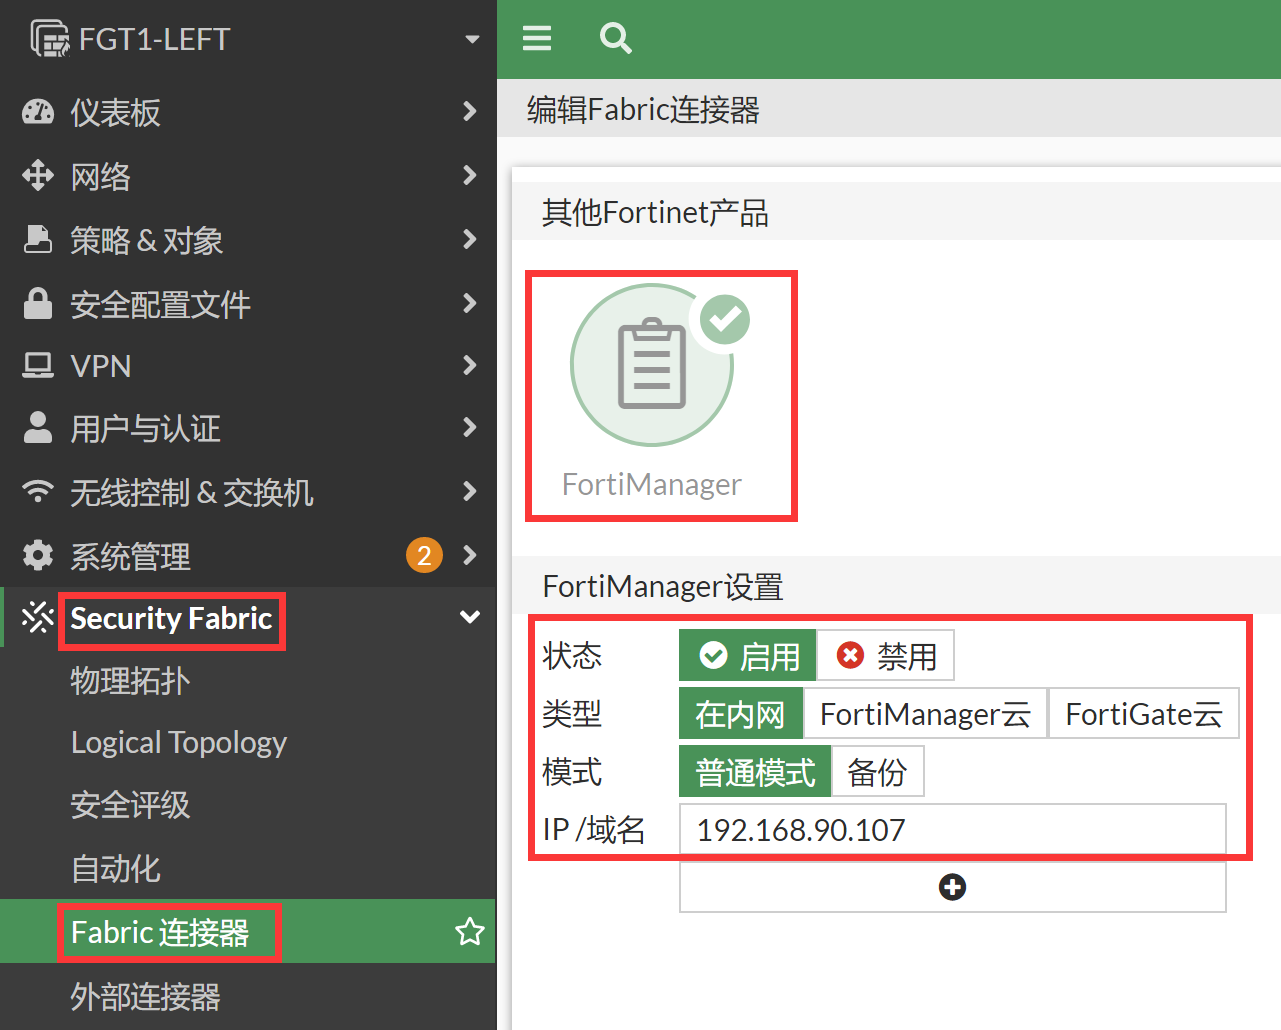 FGT1-LEFT
仪表板
网络
策略 & 对象
安全配置文件
VPN
用户与认证
无线控制 & 交换机
系统管理 2
Security Fabric
物理拓扑
Logical Topology
安全评级
自动化
Fabric 连接器
外部连接器
编辑Fabric连接器
其他Fortinet产品
FortiManager
FortiManager设置
状态 启用 禁用
类型 在内网 FortiManager云 FortiGate云
模式 普通模式 备份
IP /域名 192.168.90.107